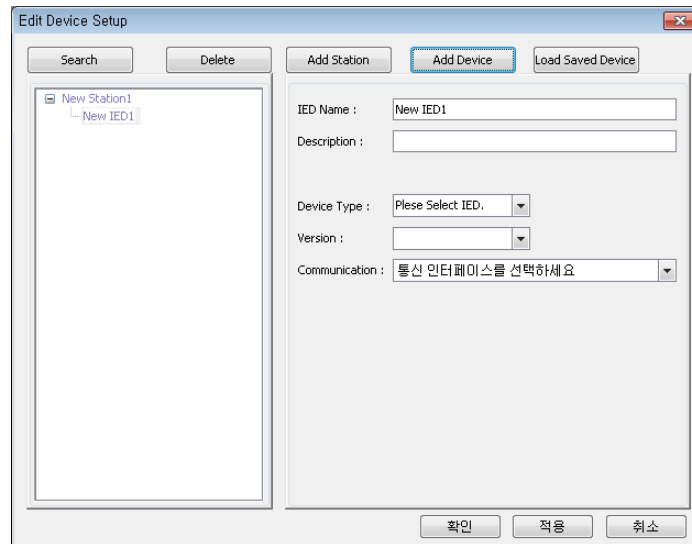 Edit Device Setup
Search
Delete
Add Station
Add Device
Load Saved Device
New Station1
New IED1
IED Name : New IED1
Description :
Device Type : Plese Select IED.
Version :
Communication : 통신 인터페이스를 선택하세요
확인
적용
취소